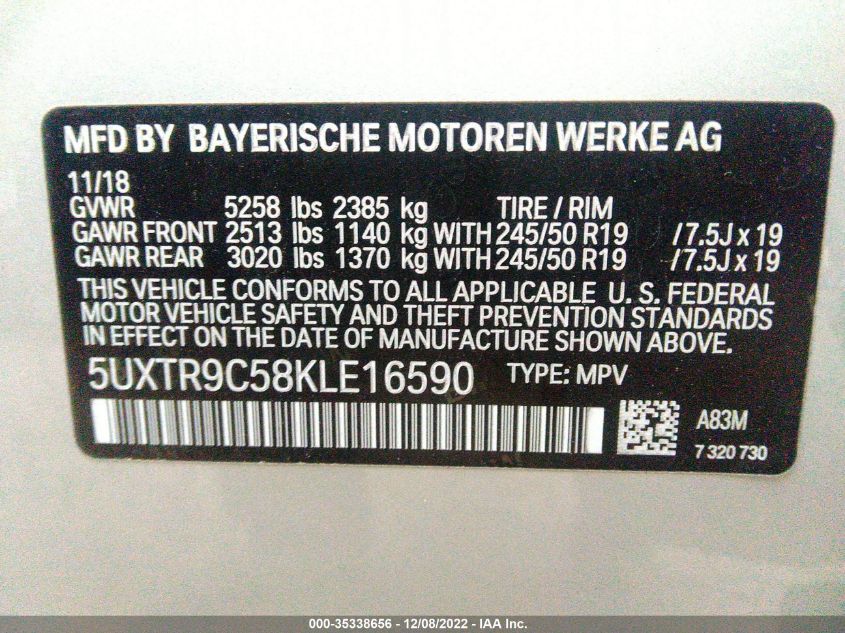 MFD BY BAYERISCHE MOTOREN WERKE AG
11/18
GVWR 5258 lbs 2385 kg TIRE / RIM
GAWR FRONT 2513 lbs 1140 kg WITH 245/50 R19 /7.5J x 19
GAWR REAR 3020 lbs 1370 kg WITH 245/50 R19 /7.5J x 19
THIS VEHICLE CONFORMS TO ALL APPLICABLE U. S. FEDERAL
MOTOR VEHICLE SAFETY AND THEFT PREVENTION STANDARDS
IN EFFECT ON THE DATE OF MANUFACTURE SHOWN ABOVE.
5UXTR9C58KLE16590 TYPE: MPV
A83M
7 320 730
000-35338656 - 12/08/2022 - IAA Inc.